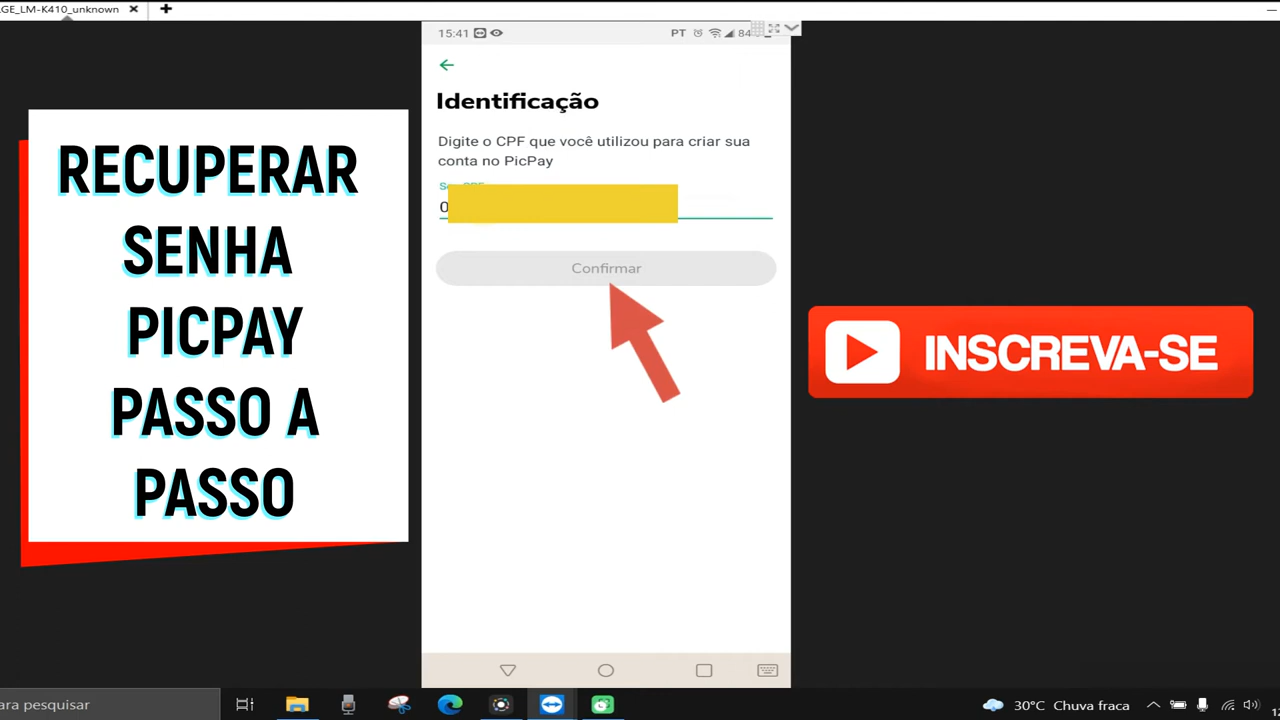 GE_LM-K410_unknown
RECUPERAR
SENHA
PICPAY
PASSO A
PASSO
15:41
PT
84
Identificação
Digite o CPF que você utilizou para criar sua
conta no PicPay
0
Confirmar
INSCREVA-SE
ara pesquisar
30°C Chuva fraca